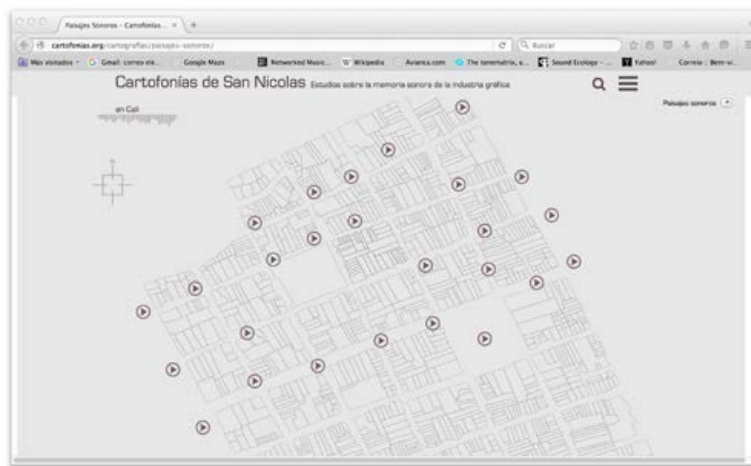 Paisajes Sonoros - Cartofonías...
cartofonias.org/cartografias/paisajes-sonoros/
Buscar
Más visitados
Gmail: correo ele...
Google Maps
Networked Music...
Wikipedia
Avianca.com
The tenematrix, a...
Sound Ecology - ...
Yahoo!
Correio :: Bem-vi...
Cartofonías de San Nicolas Estudios sobre la memoria sonora de la industria gráfica
en Cali
Paisajes sonoros
N